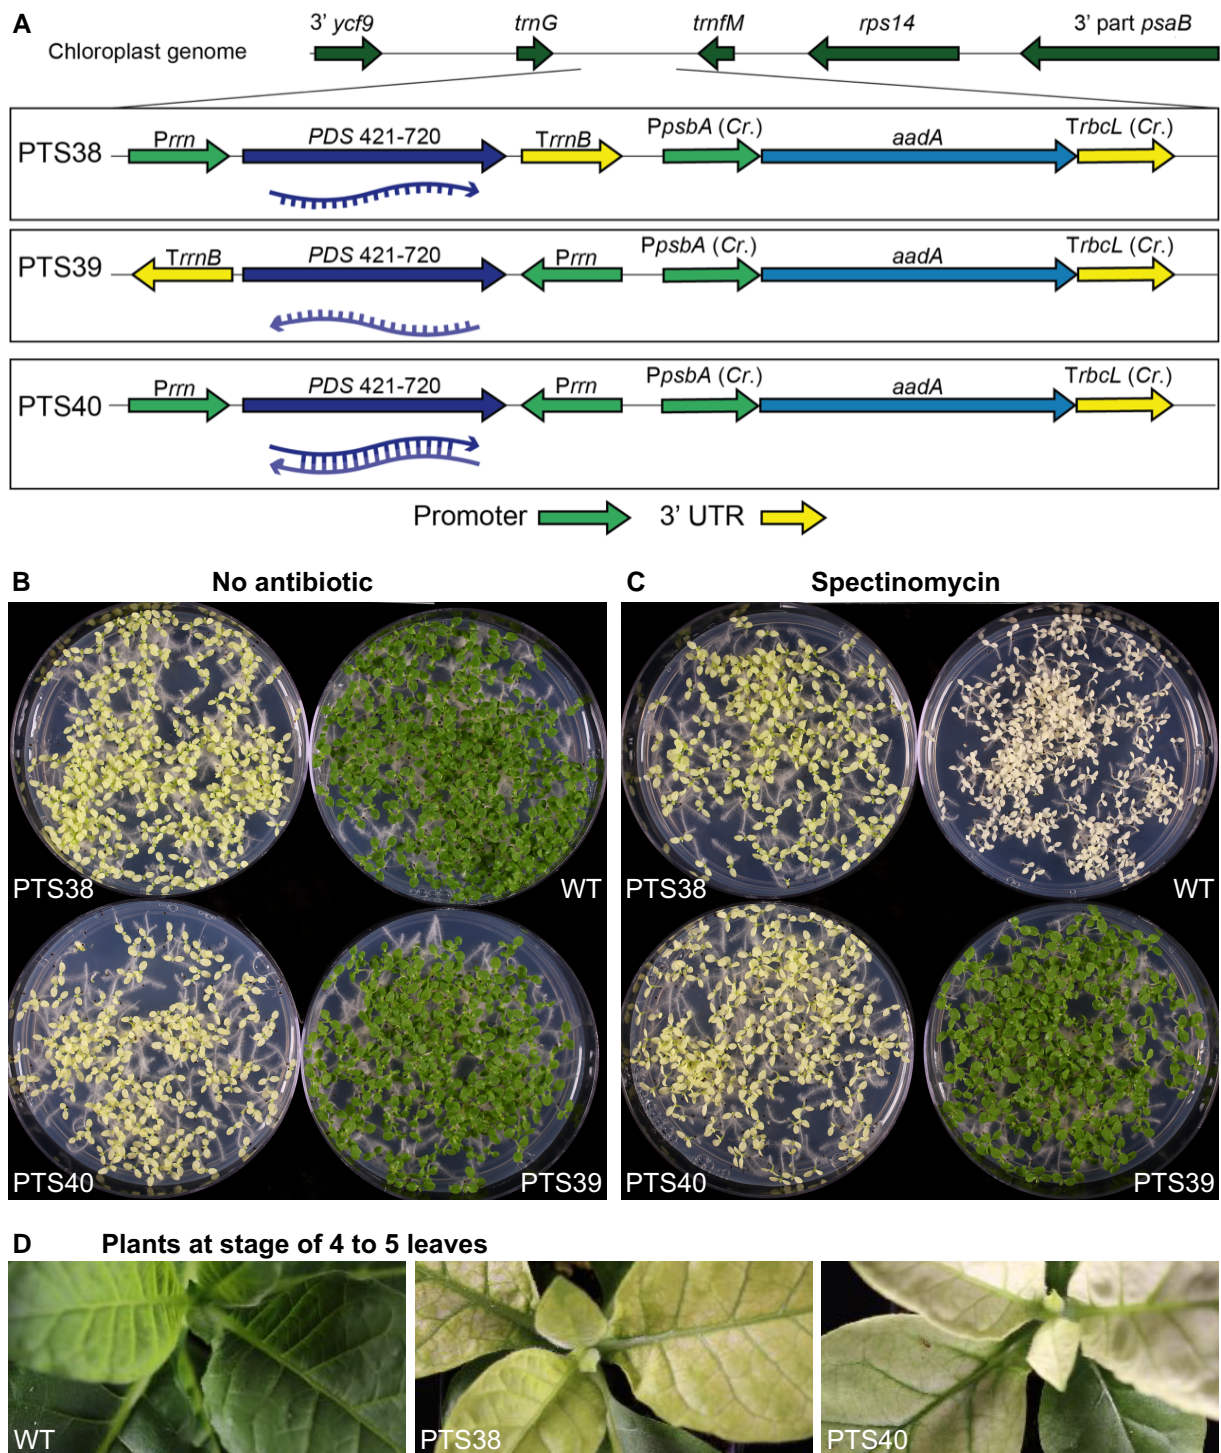 A
3' ycf9 trnG trnfM rps14 3' part psaB
Chloroplast genome
PTS38
Prrn PDS 421-720 TrrnB PpsbA (Cr.) aadA TrbcL (Cr.)
PTS39
TrrnB PDS 421-720 Prrn PpsbA (Cr.) aadA TrbcL (Cr.)
PTS40
Prrn PDS 421-720 Prrn PpsbA (Cr.) aadA TrbcL (Cr.)
Promoter 3' UTR
B No antibiotic
PTS38 WT
PTS40 PTS39
C Spectinomycin
PTS38 WT
PTS40 PTS39
D Plants at stage of 4 to 5 leaves
WT PTS38 PTS40